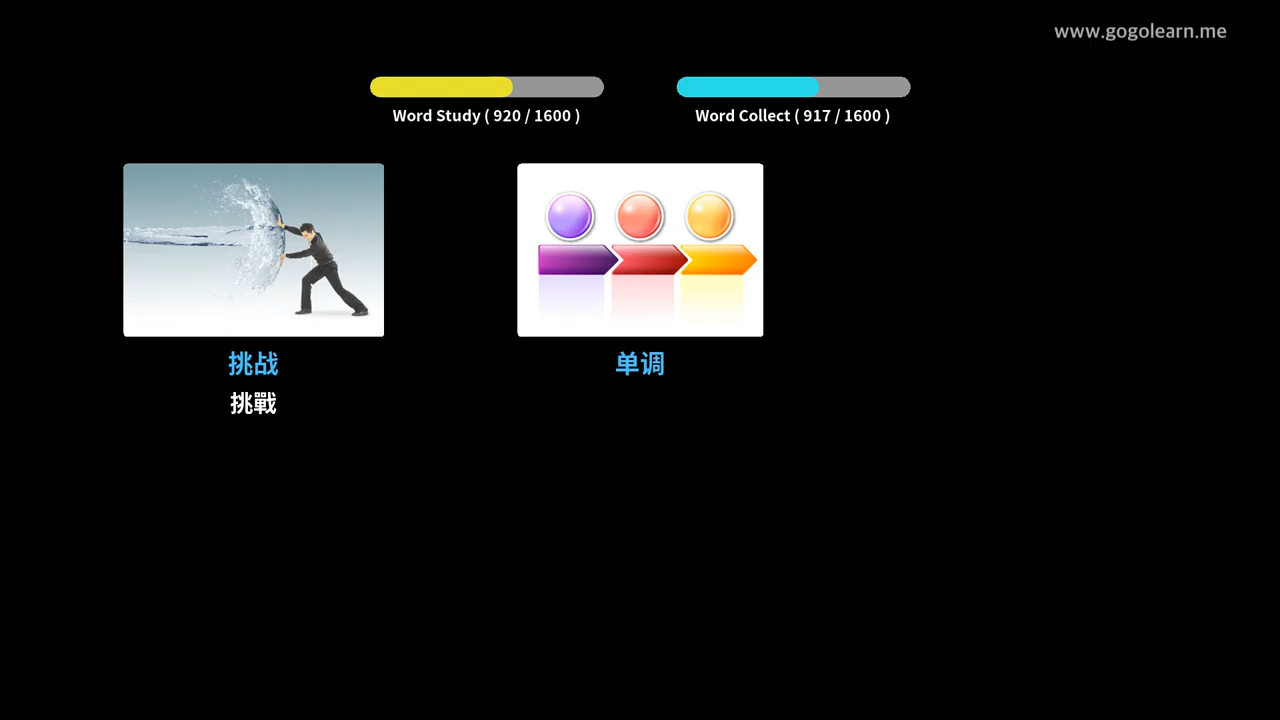 www.gogolearn.me
Word Study ( 920 / 1600 )
Word Collect ( 917 / 1600 )
挑战
挑戰
单调